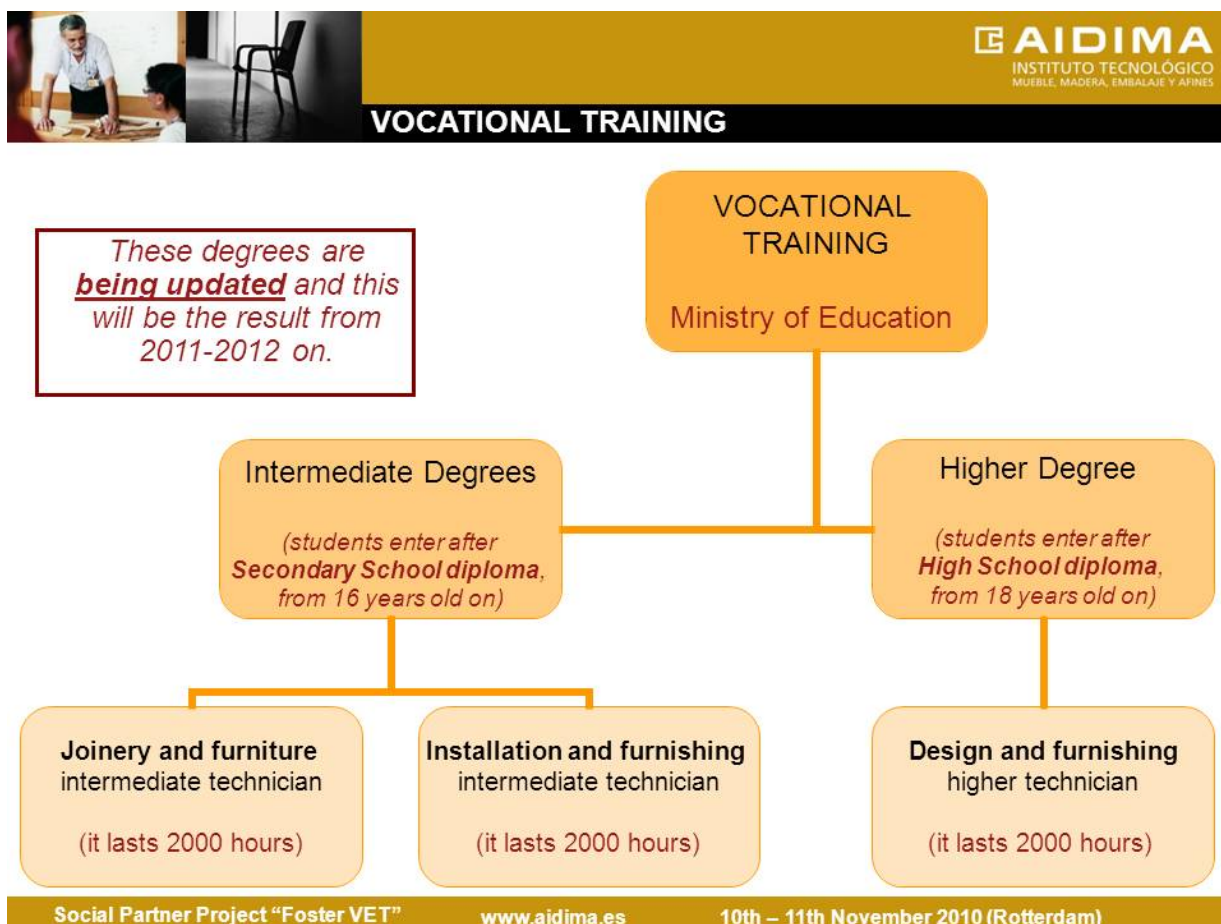 AIDIMA
INSTITUTO TECNOLÓGICO
MUEBLE, MADERA, EMBALAJE Y AFINES
VOCATIONAL TRAINING
These degrees are
being updated and this
will be the result from
2011-2012 on.
VOCATIONAL
TRAINING
Ministry of Education
Intermediate Degrees
(students enter after
Secondary School diploma,
from 16 years old on)
Higher Degree
(students enter after
High School diploma,
from 18 years old on)
Joinery and furniture
intermediate technician
(it lasts 2000 hours)
Installation and furnishing
intermediate technician
(it lasts 2000 hours)
Design and furnishing
higher technician
(it lasts 2000 hours)
Social Partner Project “Foster VET”
www.aidima.es
10th – 11th November 2010 (Rotterdam)